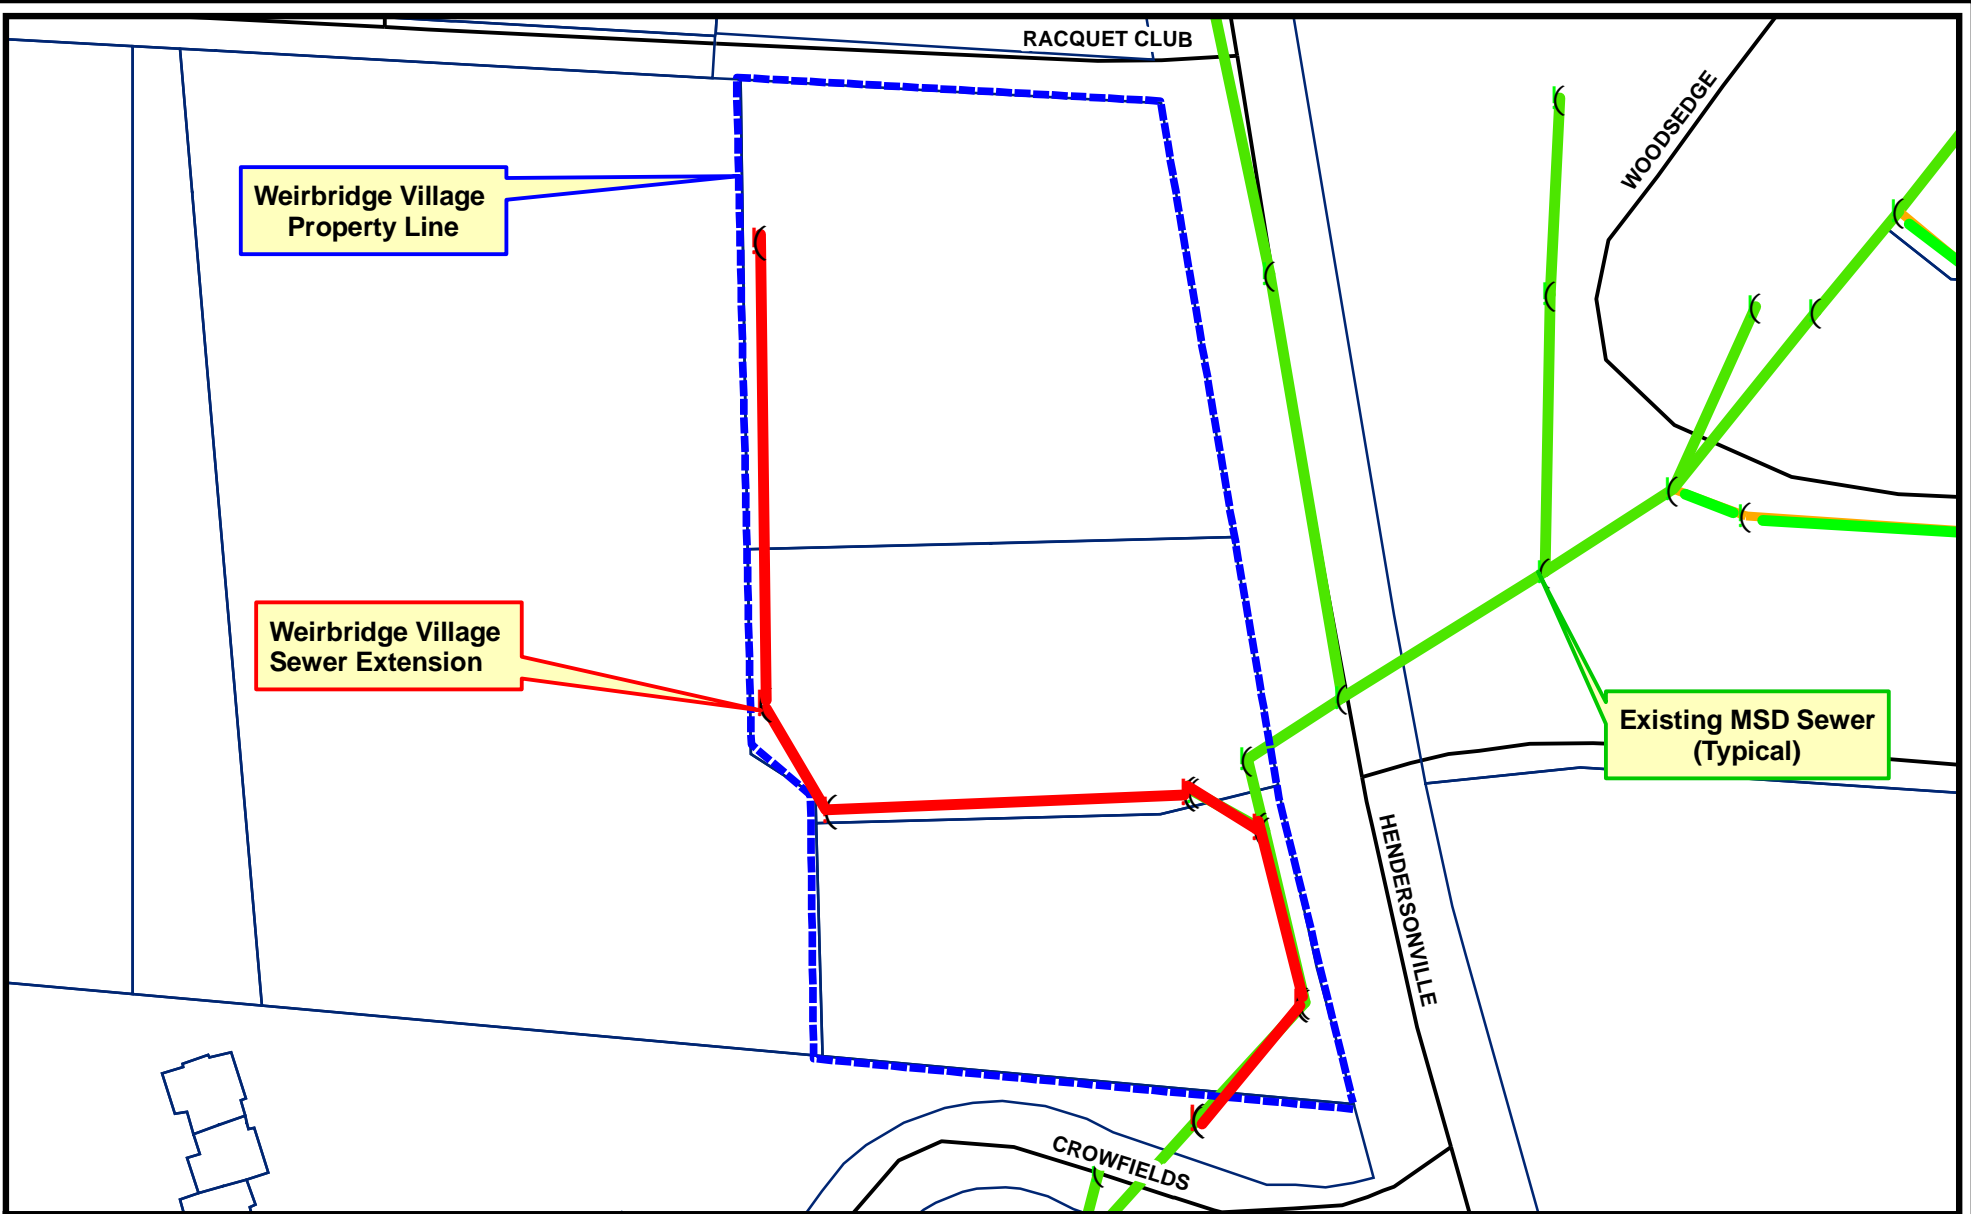 RACQUET CLUB
WOODSEDGE
Weirbridge Village
Property Line
Weirbridge Village
Sewer Extension
Existing MSD Sewer
(Typical)
HENDERSONVILLE
CROWFIELDS